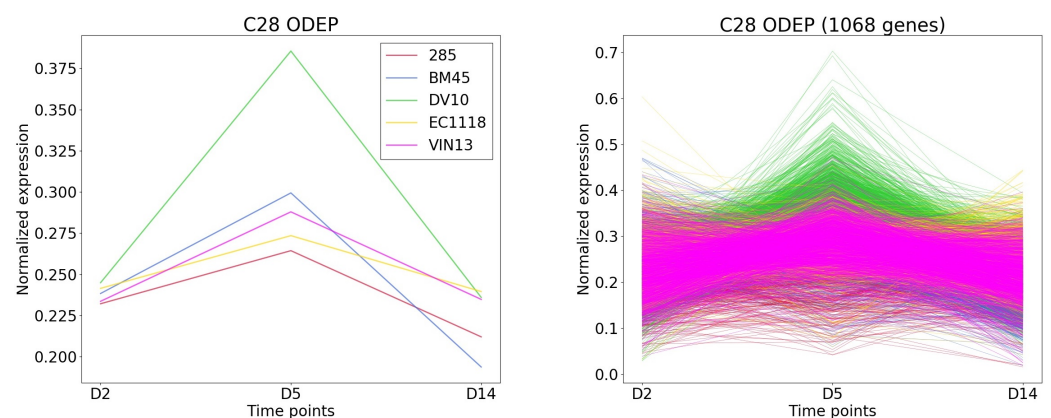 C28 ODEP
Normalized expression
0.375
0.350
0.325
0.300
0.275
0.250
0.225
0.200
285
BM45
DV10
EC1118
VIN13
D2 D5 D14
Time points
C28 ODEP (1068 genes)
Normalized expression
0.7
0.6
0.5
0.4
0.3
0.2
0.1
0.0
D2 D5 D14
Time points